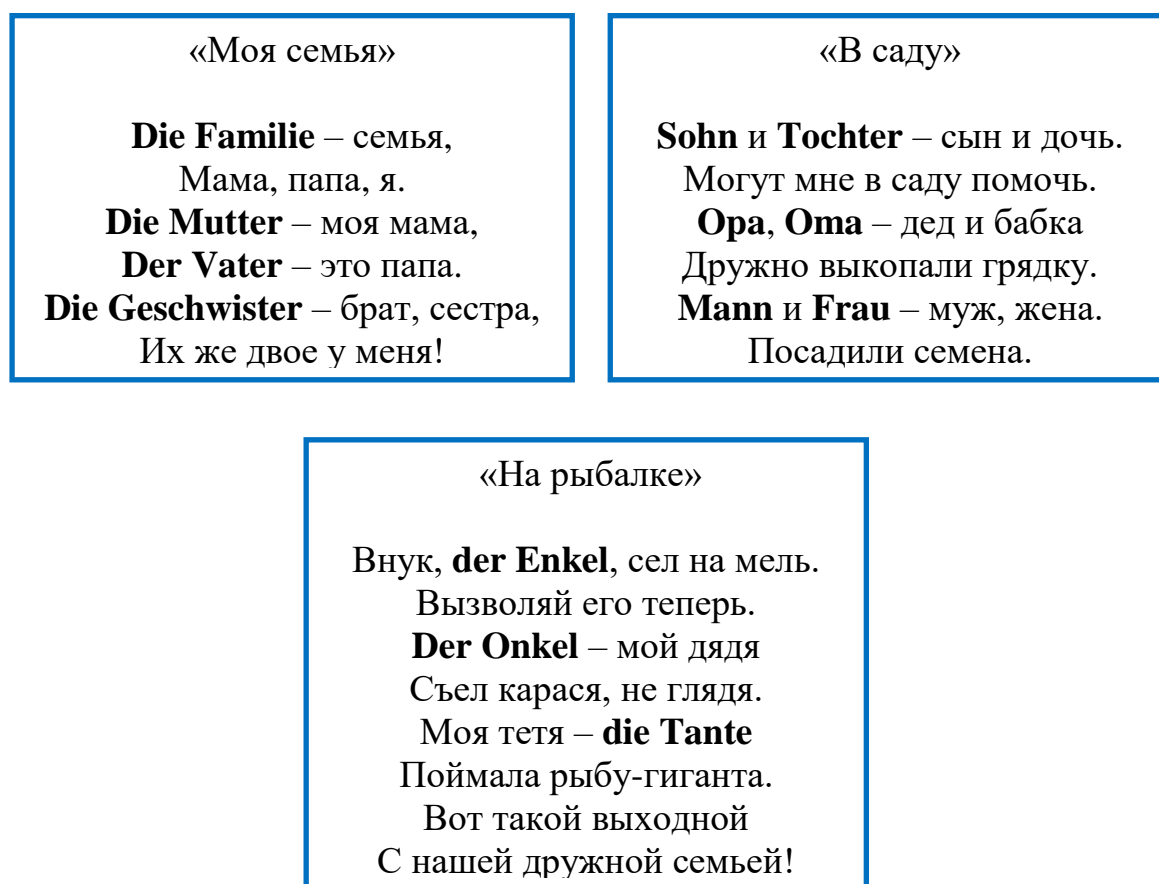 «Моя семья»
Die Familie – семья,
Мама, папа, я.
Die Mutter – моя мама,
Der Vater – это папа.
Die Geschwister – брат, сестра,
Их же двое у меня!
«В саду»
Sohn и Tochter – сын и дочь.
Могут мне в саду помочь.
Opa, Oma – дед и бабка
Дружно выкопали грядку.
Mann и Frau – муж, жена.
Посадили семена.
«На рыбалке»
Внук, der Enkel, сел на мель.
Вызволяй его теперь.
Der Onkel – мой дядя
Съел карася, не глядя.
Моя тетя – die Tante
Поймала рыбу-гиганта.
Вот такой выходной
С нашей дружной семьей!